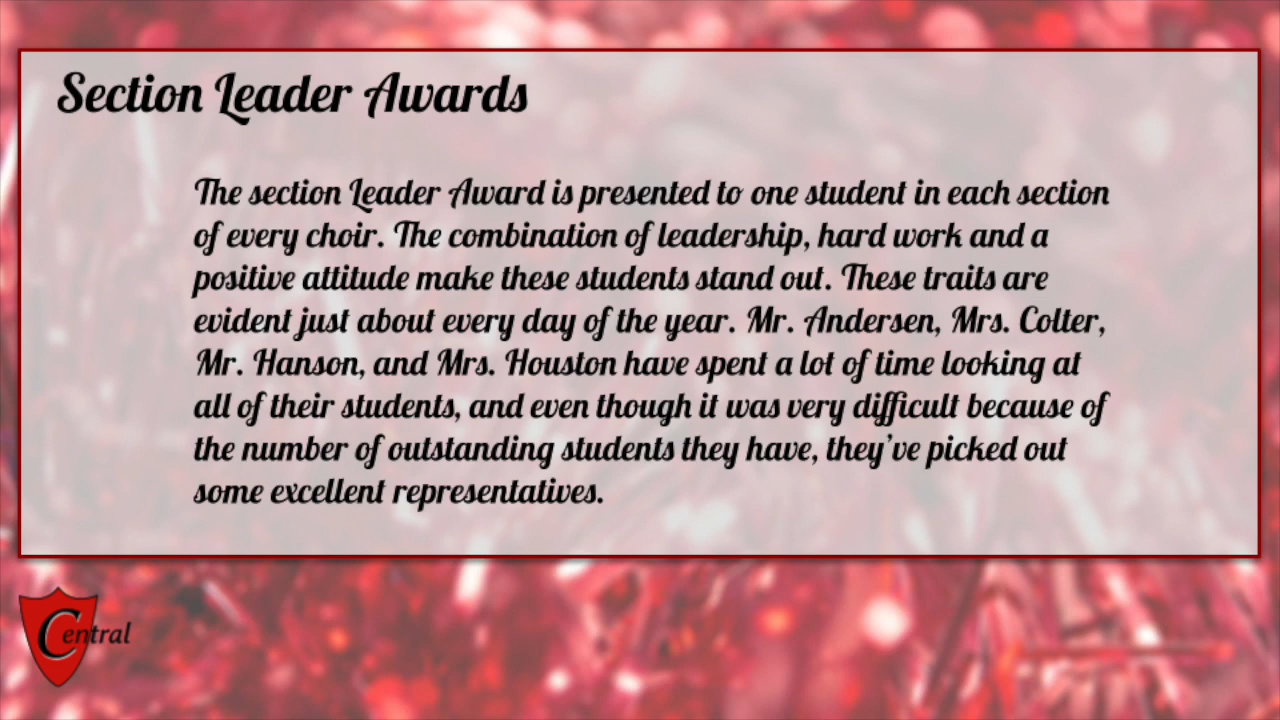 Section Leader Awards
The section Leader Award is presented to one student in each section
of every choir. The combination of leadership, hard work and a
positive attitude make these students stand out. These traits are
evident just about every day of the year. Mr. Andersen, Mrs. Colter,
Mr. Hanson, and Mrs. Houston have spent a lot of time looking at
all of their students, and even though it was very difficult because of
the number of outstanding students they have, they've picked out
some excellent representatives.
Central